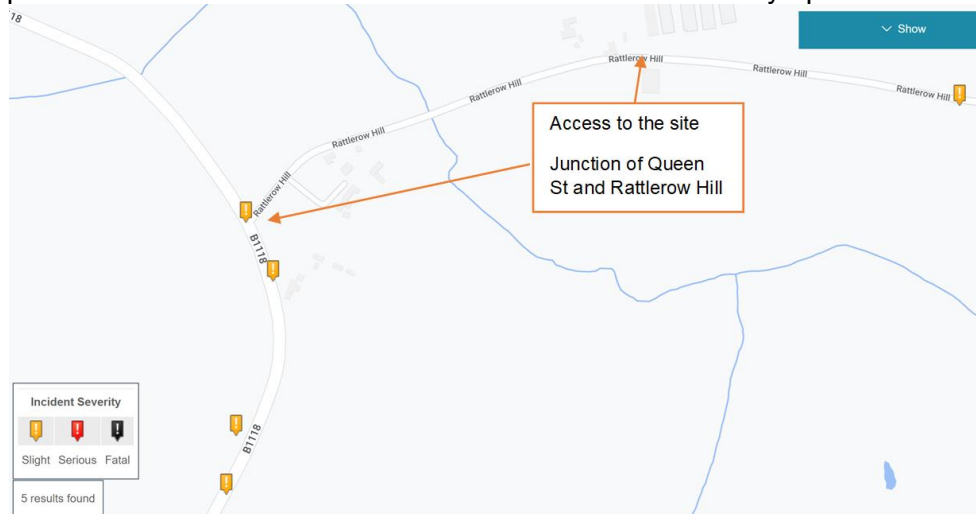 18
Show
Rattlerow Hill
Rattlerow Hill
Rattlerow Hill
Rattlerow Hill
Rattlerow Hill
Rattlerow Hill
Access to the site
Junction of Queen
St and Rattlerow Hill
B1118
B1118
Incident Severity
Slight Serious Fatal
5 results found